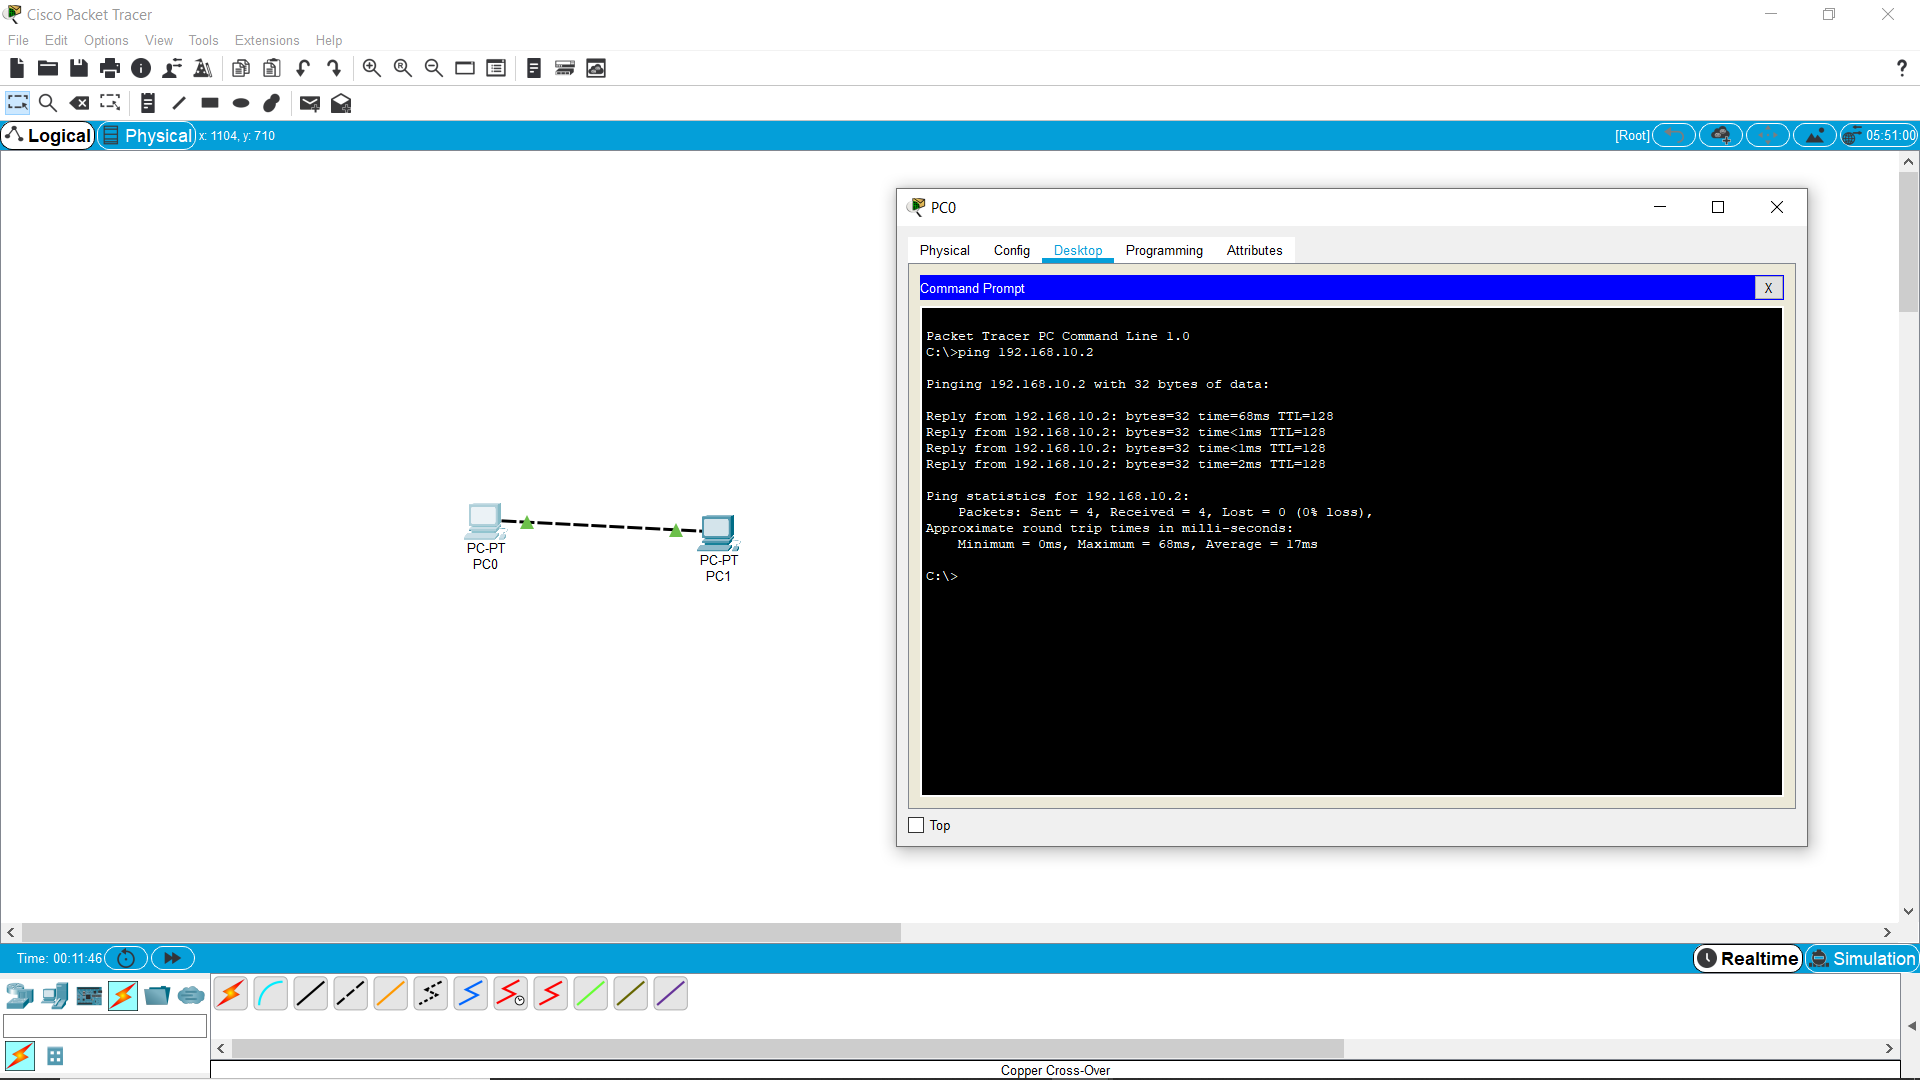 Cisco Packet Tracer
File Edit Options View Tools Extensions Help
?
Logical Physical x: 1104, y: 710 [Root] 05:51:00
PC0
Physical Config Desktop Programming Attributes
Command Prompt X
Packet Tracer PC Command Line 1.0
C:\>ping 192.168.10.2
Pinging 192.168.10.2 with 32 bytes of data:
Reply from 192.168.10.2: bytes=32 time=68ms TTL=128
Reply from 192.168.10.2: bytes=32 time<1ms TTL=128
Reply from 192.168.10.2: bytes=32 time<1ms TTL=128
Reply from 192.168.10.2: bytes=32 time=2ms TTL=128
Ping statistics for 192.168.10.2:
Packets: Sent = 4, Received = 4, Lost = 0 (0% loss),
Approximate round trip times in milli-seconds:
Minimum = 0ms, Maximum = 68ms, Average = 17ms
C:\>
Top
PC-PT
PC0
PC-PT
PC1
Time: 00:11:46 Realtime Simulation
Copper Cross-Over